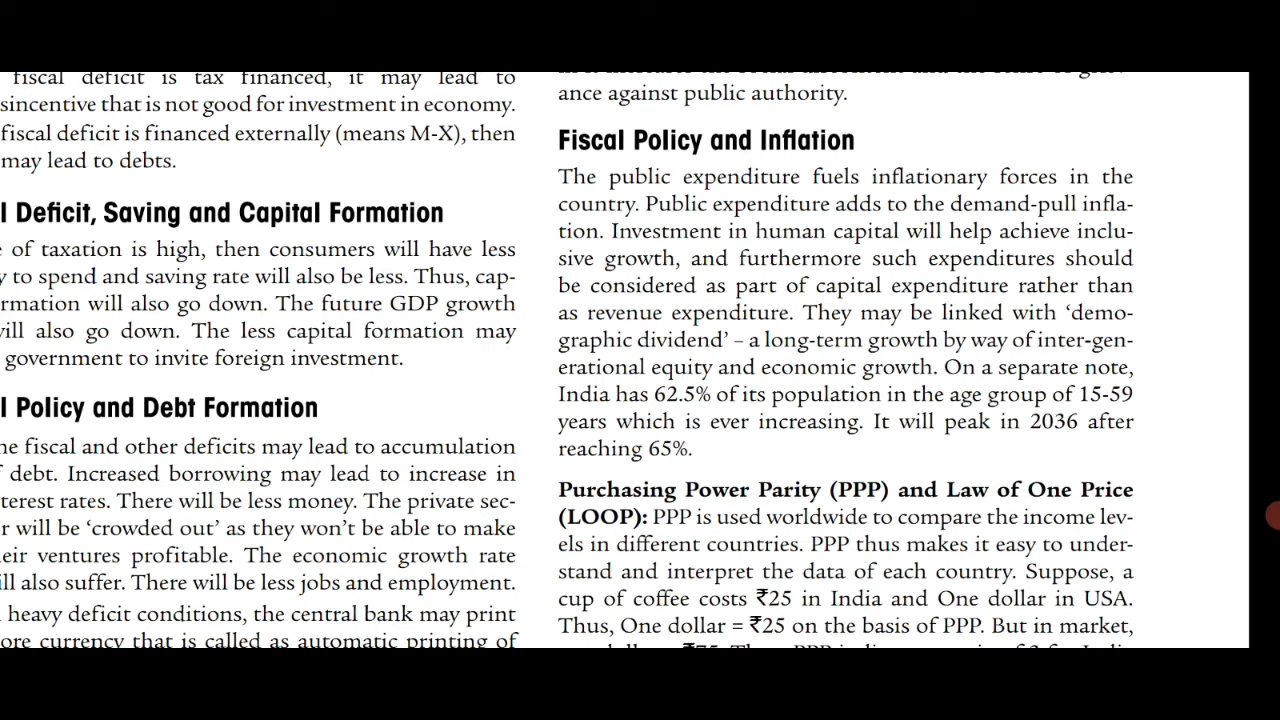 fiscal deficit is tax financed, it may lead to
sincentive that is not good for investment in economy.
fiscal deficit is financed externally (means M-X), then
may lead to debts.
l Deficit, Saving and Capital Formation
e of taxation is high, then consumers will have less
y to spend and saving rate will also be less. Thus, cap-
rmation will also go down. The future GDP growth
will also go down. The less capital formation may
government to invite foreign investment.
l Policy and Debt Formation
he fiscal and other deficits may lead to accumulation
f debt. Increased borrowing may lead to increase in
terest rates. There will be less money. The private sec-
r will be ‘crowded out’ as they won’t be able to make
heir ventures profitable. The economic growth rate
ill also suffer. There will be less jobs and employment.
heavy deficit conditions, the central bank may print
ore currency that is called as automatic printing of
ance against public authority.
Fiscal Policy and Inflation
The public expenditure fuels inflationary forces in the
country. Public expenditure adds to the demand-pull infla-
tion. Investment in human capital will help achieve inclu-
sive growth, and furthermore such expenditures should
be considered as part of capital expenditure rather than
as revenue expenditure. They may be linked with ‘demo-
graphic dividend’ – a long-term growth by way of inter-gen-
erational equity and economic growth. On a separate note,
India has 62.5% of its population in the age group of 15-59
years which is ever increasing. It will peak in 2036 after
reaching 65%.
Purchasing Power Parity (PPP) and Law of One Price
(LOOP): PPP is used worldwide to compare the income lev-
els in different countries. PPP thus makes it easy to under-
stand and interpret the data of each country. Suppose, a
cup of coffee costs ₹25 in India and One dollar in USA.
Thus, One dollar = ₹25 on the basis of PPP. But in market,